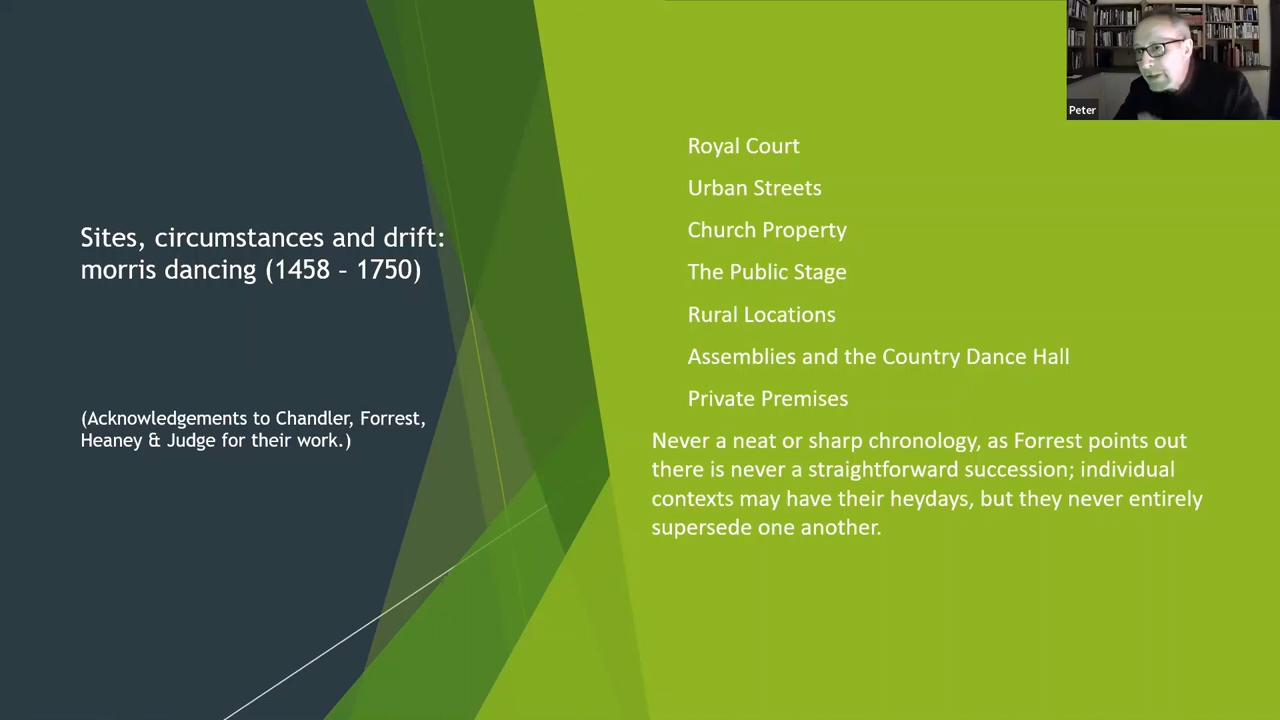 Sites, circumstances and drift:
morris dancing (1458 – 1750)
(Acknowledgements to Chandler, Forrest,
Heaney & Judge for their work.)
Royal Court
Urban Streets
Church Property
The Public Stage
Rural Locations
Assemblies and the Country Dance Hall
Private Premises
Never a neat or sharp chronology, as Forrest points out
there is never a straightforward succession; individual
contexts may have their heydays, but they never entirely
supersede one another.
Peter